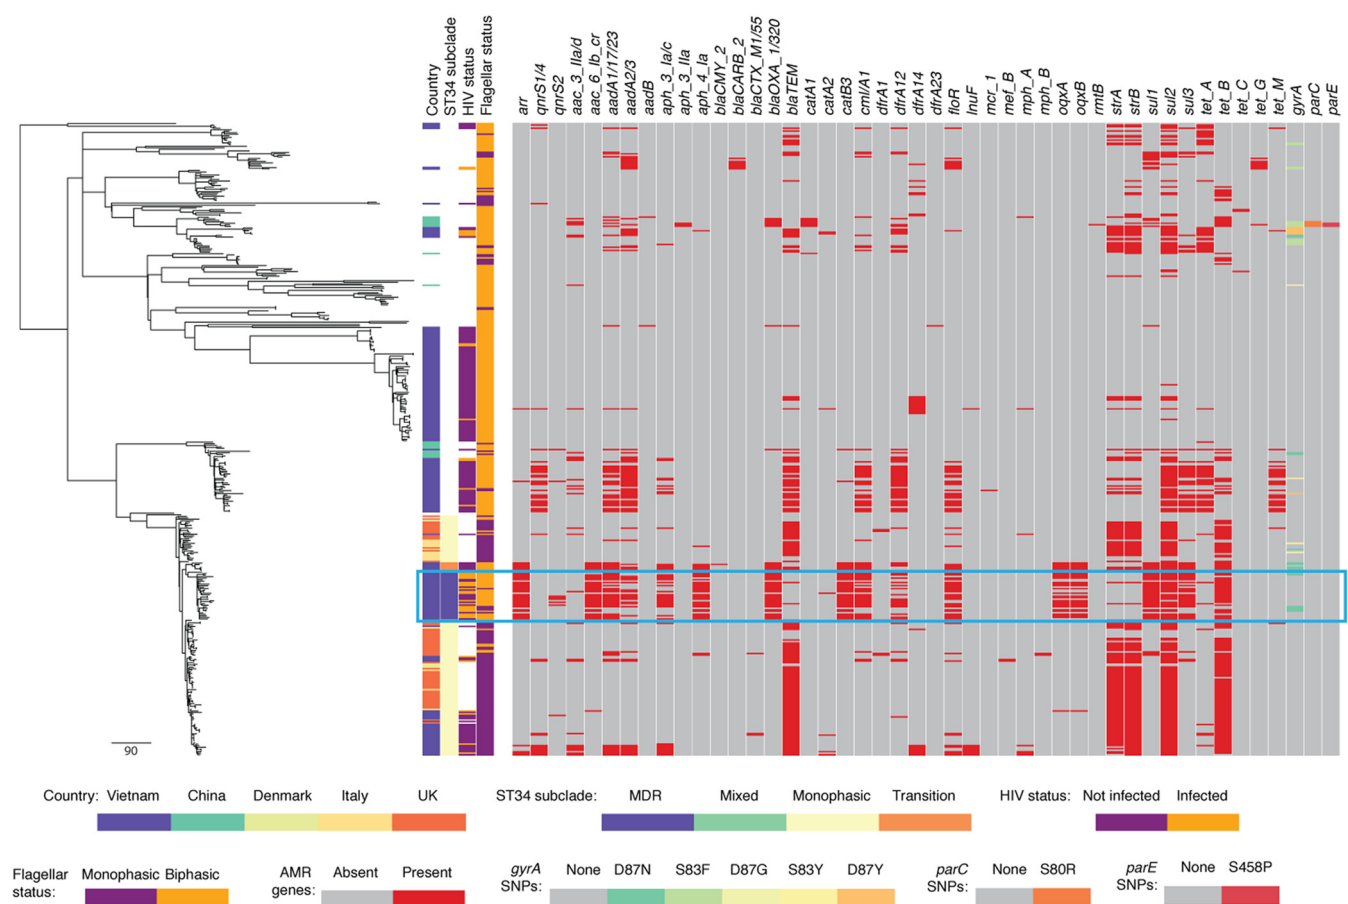 Country
ST34 subclade
HIV status
Flagellar status
arr
qnrS1/4
qnrS2
aac_3_IIa/d
aac_6_Ib_cr
aadA1/17/23
aadA2/3
aadB
aph_3_Ia/c
aph_3_IIa
aph_4_Ia
blaCMY_2
blaCARB_2
blaCTX_M1/55
blaOXA_1/320
blaTEM
catA1
catA2
catB3
cmlA1
dfrA1
dfrA12
dfrA14
dfrA23
floR
lnuF
mcr_1
mef_B
mph_A
mph_B
oqxA
oqxB
rmtB
strA
strB
sul1
sul2
sul3
tet_A
tet_B
tet_C
tet_G
tet_M
gyrA
parC
parE
90
Country: Vietnam China Denmark Italy UK
ST34 subclade: MDR Mixed Monophasic Transition
HIV status: Not infected Infected
Flagellar status: Monophasic Biphasic
AMR genes: Absent Present
gyrA SNPs: None D87N S83F D87G S83Y D87Y
parC SNPs: None S80R
parE SNPs: None S458P